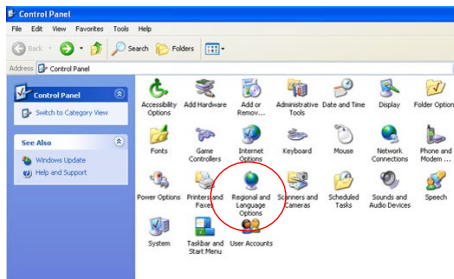 Control Panel
File Edit View Favorites Tools Help
Back Search Folders
Address Control Panel
Control Panel
Switch to Category View
See Also
Windows Update
Help and Support
Accessibility Options
Add Hardware
Add or Remov...
Administrative Tools
Date and Time
Display
Folder Option
Fonts
Game Controllers
Internet Options
Keyboard
Mouse
Network Connections
Phone and Modem ...
Power Options
Printers and Faxes
Regional and Language Options
Scanners and Cameras
Scheduled Tasks
Sounds and Audio Devices
Speech
System
Taskbar and Start Menu
User Accounts